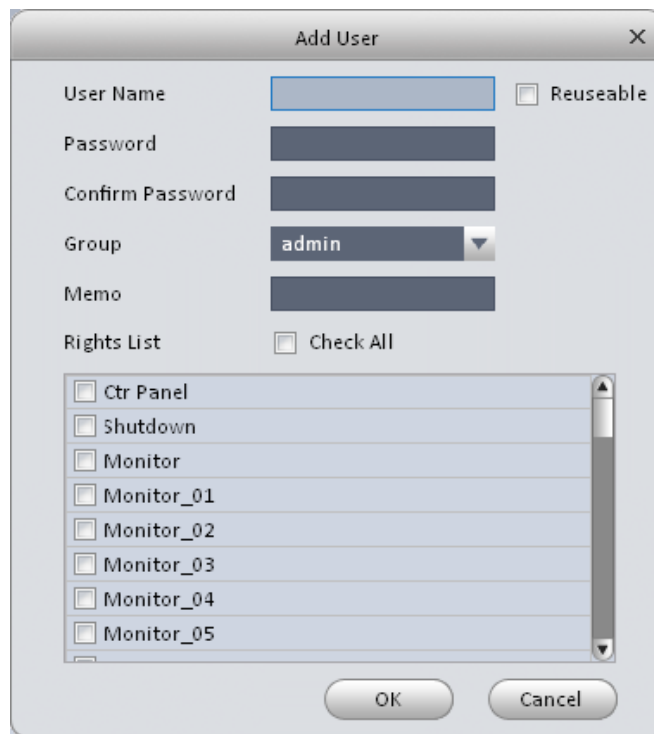 Add User
User Name Reuseable
Password
Confirm Password
Group admin
Memo
Rights List Check All
Ctr Panel
Shutdown
Monitor
Monitor_01
Monitor_02
Monitor_03
Monitor_04
Monitor_05
OK Cancel